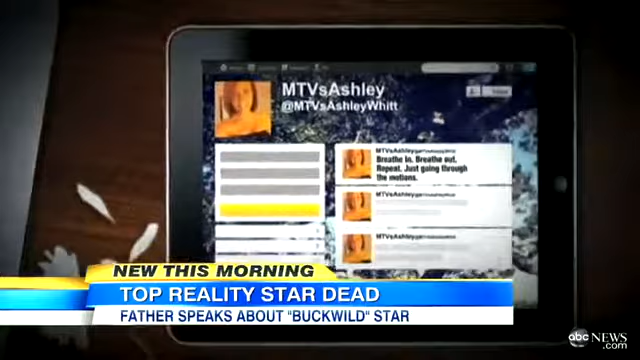 MTVsAshley
@MTVsAshleyWhitt
MTVsAshley
Breathe In. Breathe out.
Repeat. Just going through
the motions.
MTVsAshley
MTVsAshley
NEW THIS MORNING
TOP REALITY STAR DEAD
FATHER SPEAKS ABOUT "BUCKWILD" STAR
abc NEWS
.com